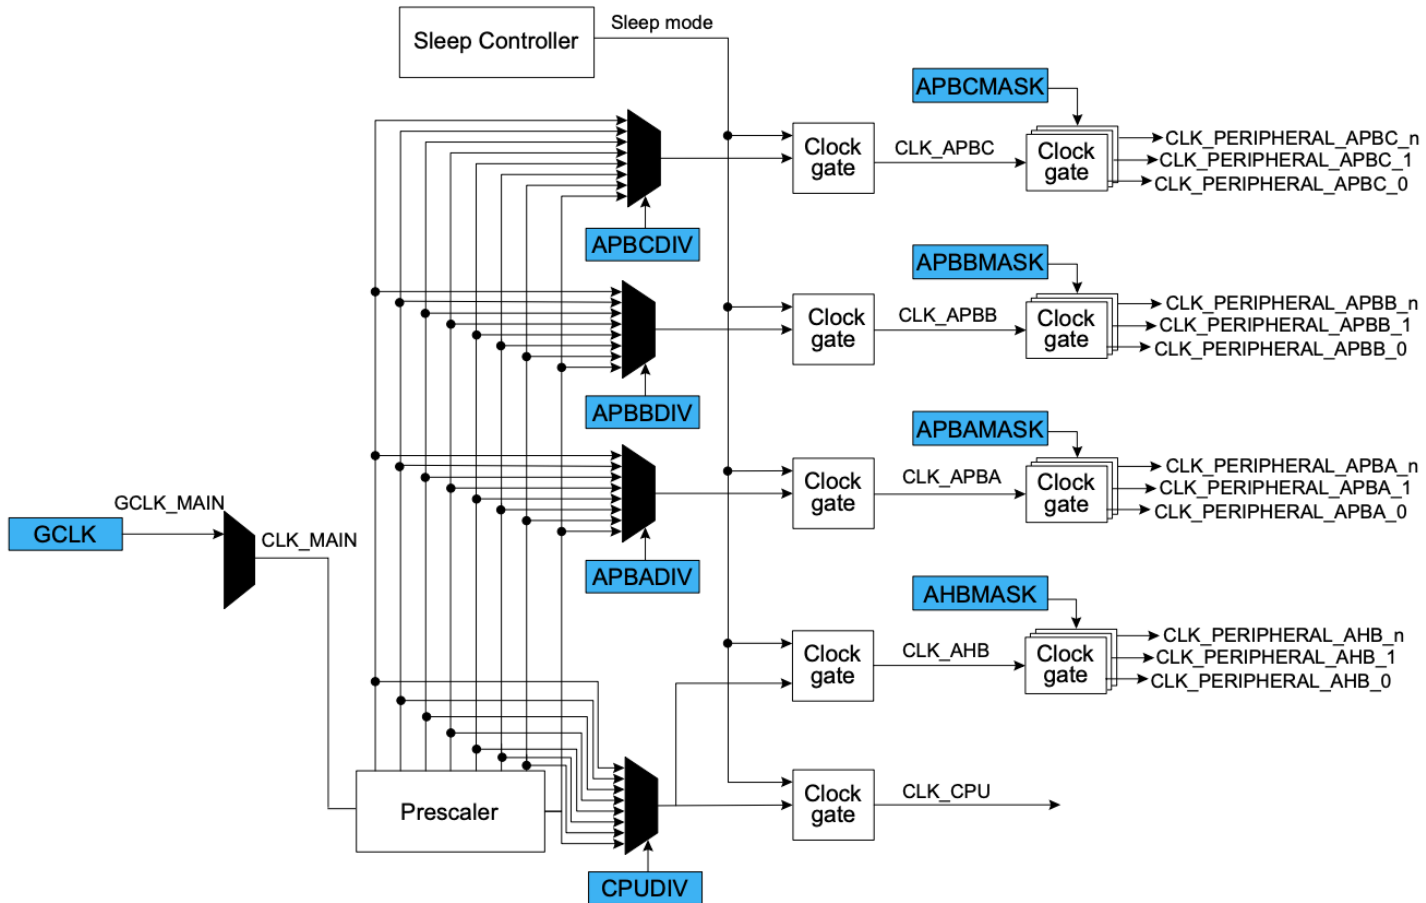 Sleep mode
Sleep Controller
APBCMASK
Clock
gate
CLK_APBC
Clock
gate
CLK_PERIPHERAL_APBC_n
CLK_PERIPHERAL_APBC_1
CLK_PERIPHERAL_APBC_0
APBCDIV
APBBMASK
Clock
gate
CLK_APBB
Clock
gate
CLK_PERIPHERAL_APBB_n
CLK_PERIPHERAL_APBB_1
CLK_PERIPHERAL_APBB_0
APBBDIV
APBAMASK
Clock
gate
CLK_APBA
Clock
gate
CLK_PERIPHERAL_APBA_n
CLK_PERIPHERAL_APBA_1
CLK_PERIPHERAL_APBA_0
GCLK
GCLK_MAIN
CLK_MAIN
APBADIV
AHBMASK
Clock
gate
CLK_AHB
Clock
gate
CLK_PERIPHERAL_AHB_n
CLK_PERIPHERAL_AHB_1
CLK_PERIPHERAL_AHB_0
Prescaler
Clock
gate
CLK_CPU
CPUDIV